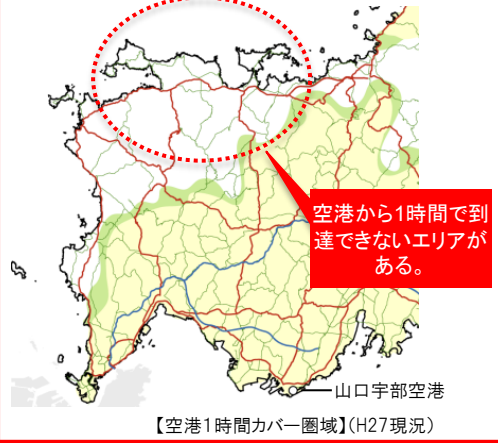 空港から1時間で到
達できないエリアが
ある。
山口宇部空港
【空港1時間カバー圏域】(H27現況)